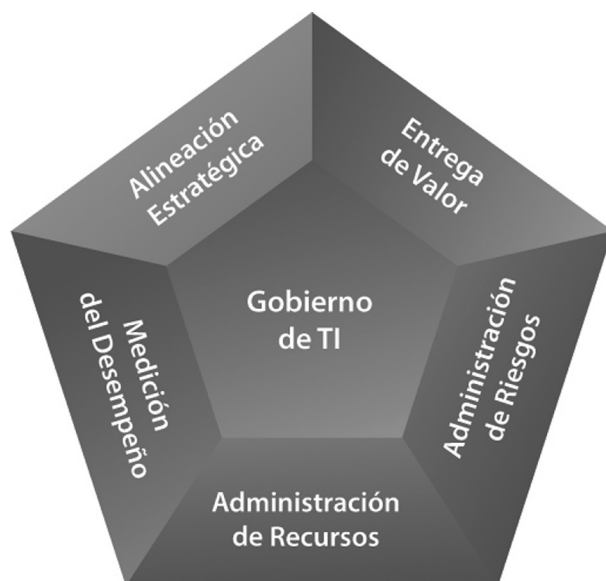 Alineación
Estratégica
Entrega
de Valor
Gobierno
de TI
Medición
del Desempeño
Administración
de Riesgos
Administración
de Recursos